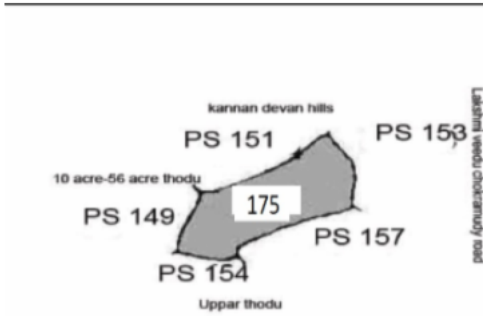 kannan devan hills
PS 151
PS 153
10 acre-56 acre thodu
175
PS 149
PS 157
PS 154
Uppar thodu
Lakshmi veedu chokramudy road